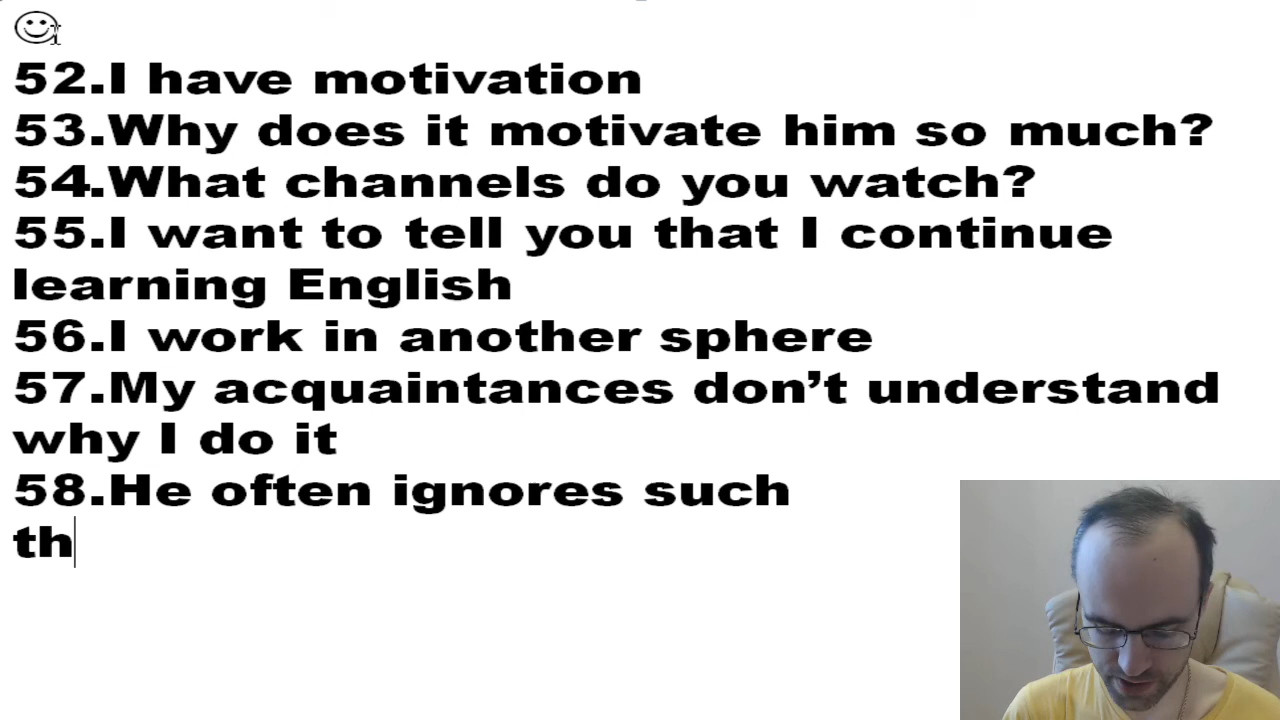 52.I have motivation
53.Why does it motivate him so much?
54.What channels do you watch?
55.I want to tell you that I continue
learning English
56.I work in another sphere
57.My acquaintances don’t understand
why I do it
58.He often ignores such
th